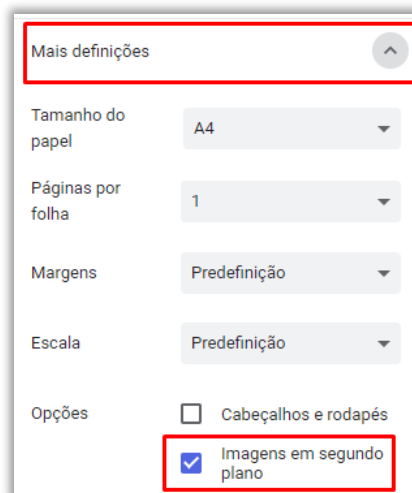 Mais definições
Tamanho do
papel
A4
Páginas por
folha
1
Margens
Predefinição
Escala
Predefinição
Opções
Cabeçalhos e rodapés
Imagens em segundo
plano